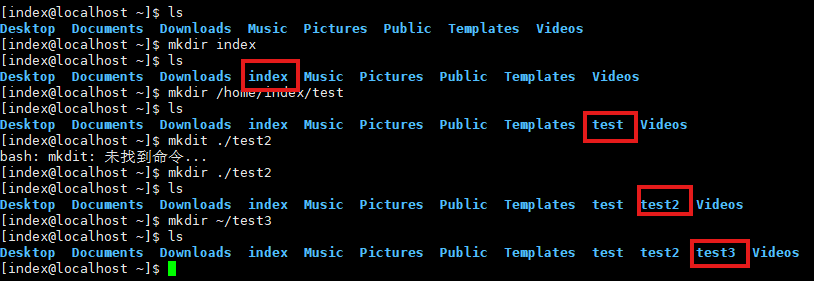 [index@localhost ~]$ ls
Desktop Documents Downloads Music Pictures Public Templates Videos
[index@localhost ~]$ mkdir index
[index@localhost ~]$ ls
Desktop Documents Downloads index Music Pictures Public Templates Videos
[index@localhost ~]$ mkdir /home/index/test
[index@localhost ~]$ ls
Desktop Documents Downloads index Music Pictures Public Templates test Videos
[index@localhost ~]$ mkdit ./test2
bash: mkdit: 未找到命令...
[index@localhost ~]$ mkdir ./test2
[index@localhost ~]$ ls
Desktop Documents Downloads index Music Pictures Public Templates test test2 Videos
[index@localhost ~]$ mkdir ~/test3
[index@localhost ~]$ ls
Desktop Documents Downloads index Music Pictures Public Templates test test2 test3 Videos
[index@localhost ~]$